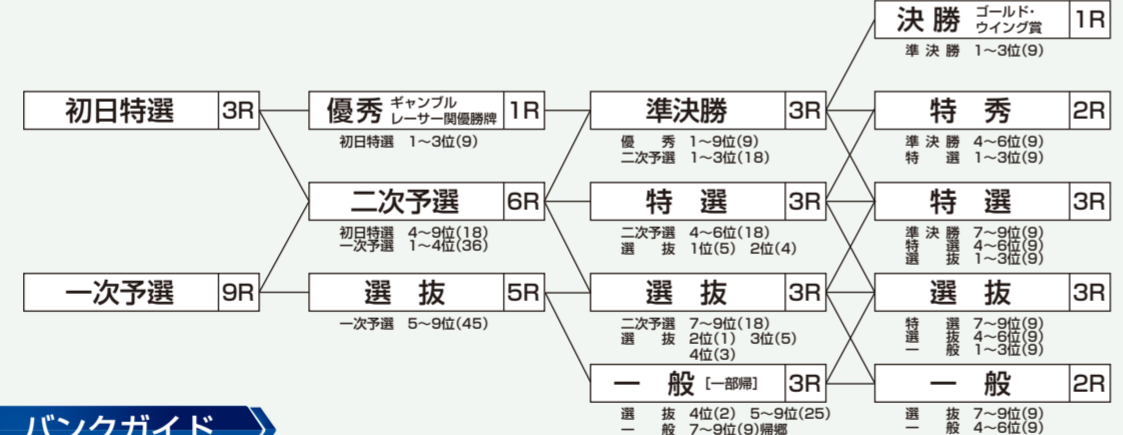 決勝 ゴールド・ウイング賞 1R
準決勝 1〜3位(9)
初日特選 3R
優秀 ギャンブルレーサー関優勝牌 1R
初日特選 1〜3位(9)
準決勝 3R
優秀 1〜9位(9)
二次予選 1〜3位(18)
特秀 2R
準決勝 4〜6位(9)
特選 1〜3位(9)
二次予選 6R
初日特選 4〜9位(18)
一次予選 1〜4位(36)
特選 3R
二次予選 4〜6位(18)
選抜 1位(5) 2位(4)
特選 3R
準決勝 7〜9位(9)
特選 4〜6位(9)
選抜 1〜3位(9)
一次予選 9R
選抜 5R
一次予選 5〜9位(45)
選抜 3R
二次予選 7〜9位(18)
選抜 2位(1) 3位(5)
4位(3)
選抜 3R
特選 7〜9位(9)
選抜 4〜6位(9)
一般 1〜3位(9)
一般 [一部帰] 3R
選抜 4位(2) 5〜9位(25)
一般 7〜9位(9)帰郷
一般 2R
選抜 7〜9位(9)
一般 4〜6位(9)
バンクガイド